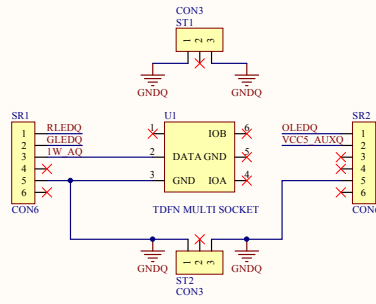 CON3
ST1
1 2 3
GNDQ GNDQ
SR1 U1 SR2
1 RLEDQ 1 IOB 6 OLEDQ 1
2 GLEDQ VCC5_AUXQ 2
3 1W_AQ 2 DATA GND 5 3
4 4
5 3 GND IOA 4 5
6 6
CON6 TDFN MULTI SOCKET CON6
1 2 3
GNDQ ST2 GNDQ
CON3